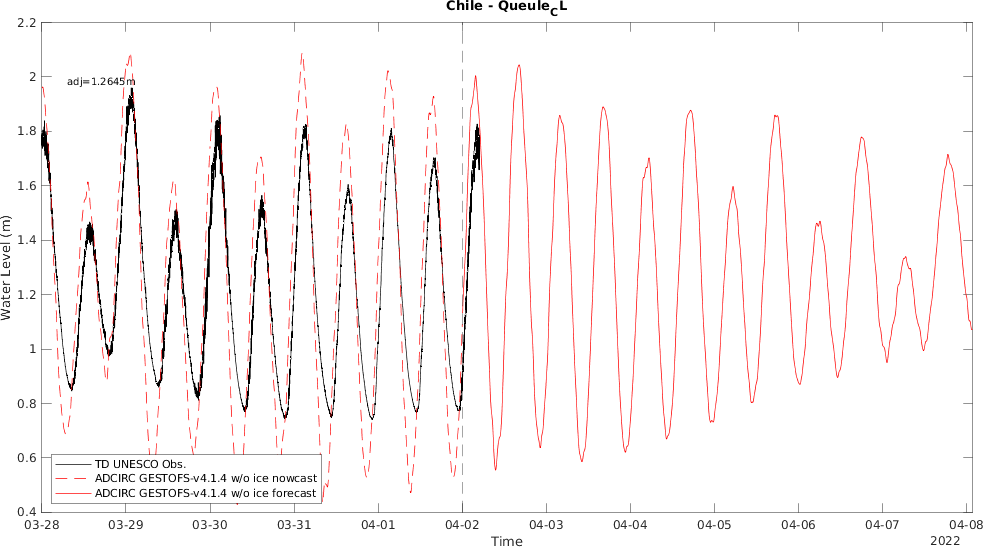 Chile - Queule_CL
2.2
2
1.8
1.6
1.4
1.2
1
0.8
0.6
0.4
Water Level (m)
adj=1.2645m
TD UNESCO Obs.
ADCIRC GESTOFS-v4.1.4 w/o ice nowcast
ADCIRC GESTOFS-v4.1.4 w/o ice forecast
03-28 03-29 03-30 03-31 04-01 04-02 04-03 04-04 04-05 04-06 04-07 04-08
Time
2022